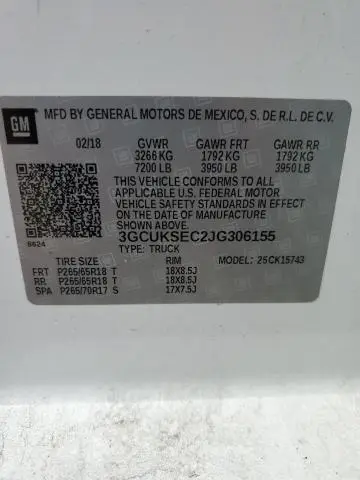 GM
MFD BY GENERAL MOTORS DE MEXICO, S. DE R.L. DE C.V.
02/18 GVWR GAWR FRT GAWR RR
3266 KG 1792 KG 1792 KG
7200 LB 3950 LB 3950 LB
THIS VEHICLE CONFORMS TO ALL
APPLICABLE U.S. FEDERAL MOTOR
VEHICLE SAFETY STANDARDS IN EFFECT
ON THE DATE OF MANUFACTURE SHOWN ABOVE.
8624 3GCUKSEC2JG306155
TYPE: TRUCK
TIRE SIZE RIM MODEL: 25CK15743
FRT P265/65R18 T 18X8.5J
RR P265/65R18 T 18X8.5J
SPA P265/70R17 S 17X7.5J